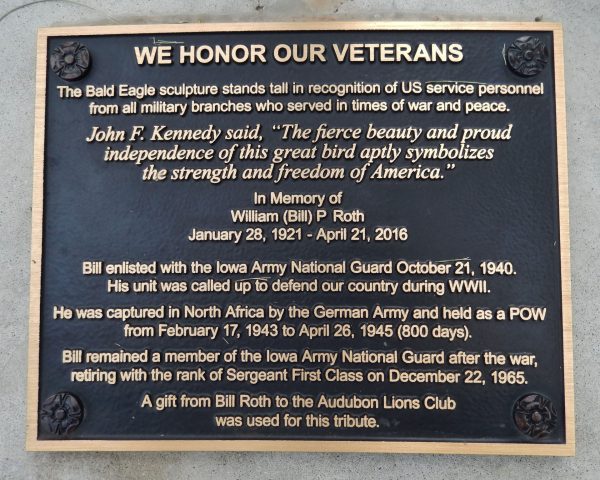 WE HONOR OUR VETERANS
The Bald Eagle sculpture stands tall in recognition of US service personnel
from all military branches who served in times of war and peace.
John F. Kennedy said, "The fierce beauty and proud
independence of this great bird aptly symbolizes
the strength and freedom of America."
In Memory of
William (Bill) P Roth
January 28, 1921 - April 21, 2016
Bill enlisted with the Iowa Army National Guard October 21, 1940.
His unit was called up to defend our country during WWII.
He was captured in North Africa by the German Army and held as a POW
from February 17, 1943 to April 26, 1945 (800 days).
Bill remained a member of the Iowa Army National Guard after the war,
retiring with the rank of Sergeant First Class on December 22, 1965.
A gift from Bill Roth to the Audubon Lions Club
was used for this tribute.